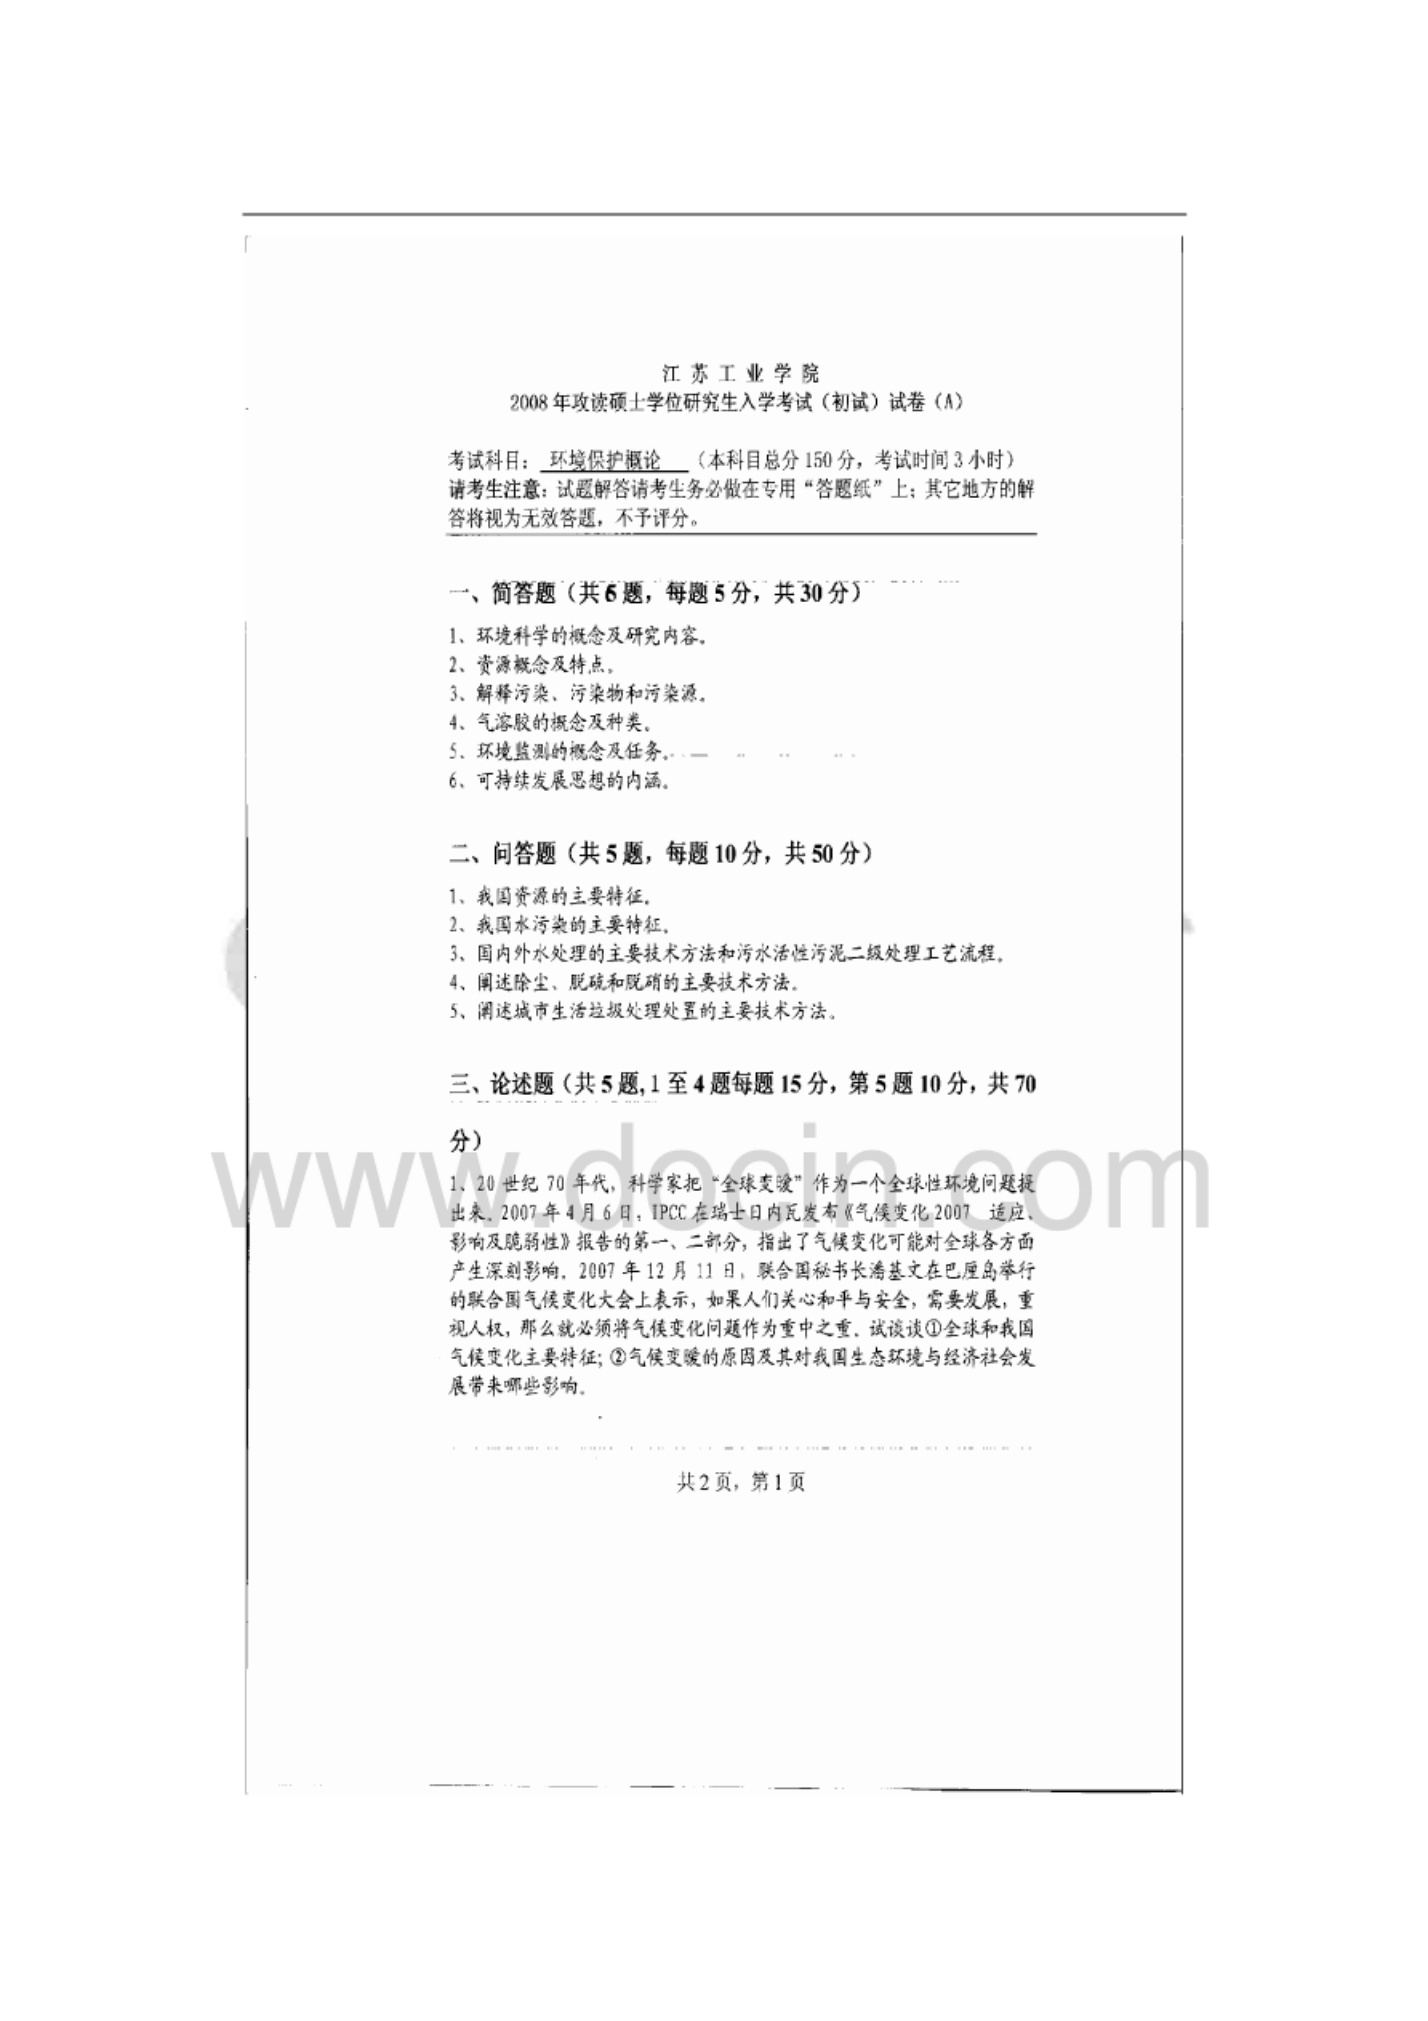 江苏工业学院
2008年攻读硕士学位研究生入学考试（初试）试卷（A）
考试科目：环境保护概论（本科目总分150分，考试时间3小时）
请考生注意：试题解答请考生务必做在专用“答题纸”上；其它地方的解
答将视为无效答题，不予评分。
一、简答题（共6题，每题5分，共30分）
1、环境科学的概念及研究内容。
2、资源概念及特点。
3、解释污染、污染物和污染源。
4、气溶胶的概念及种类。
5、环境监测的概念及任务。
6、可持续发展思想的内涵。
二、问答题（共5题，每题10分，共50分）
1、我国资源的主要特征。
2、我国水污染的主要特征。
3、国内外水处理的主要技术方法和污水活性污泥二级处理工艺流程。
4、阐述除尘、脱硫和脱硝的主要技术方法。
5、阐述城市生活垃圾处理处置的主要技术方法。
三、论述题（共5题,1至4题每题15分，第5题10分，共70
分）
www.docin.com
1、20世纪70年代，科学家把“全球变暧”作为一个全球性环境问题提
出来。2007年4月6日，IPCC在瑞士日内瓦发布《气候变化2007 适应、
影响及脆弱性》报告的第一、二部分，指出了气候变化可能对全球各方面
产生深刻影响。2007年12月11日，联合国秘书长潘基文在巴厘岛举行
的联合国气候变化大会上表示，如果人们关心和平与安全，需要发展，重
视人权，那么就必须将气候变化问题作为重中之重。试谈谈①全球和我国
气候变化主要特征；②气候变暧的原因及其对我国生态环境与经济社会发
展带来哪些影响。
共2页，第1页